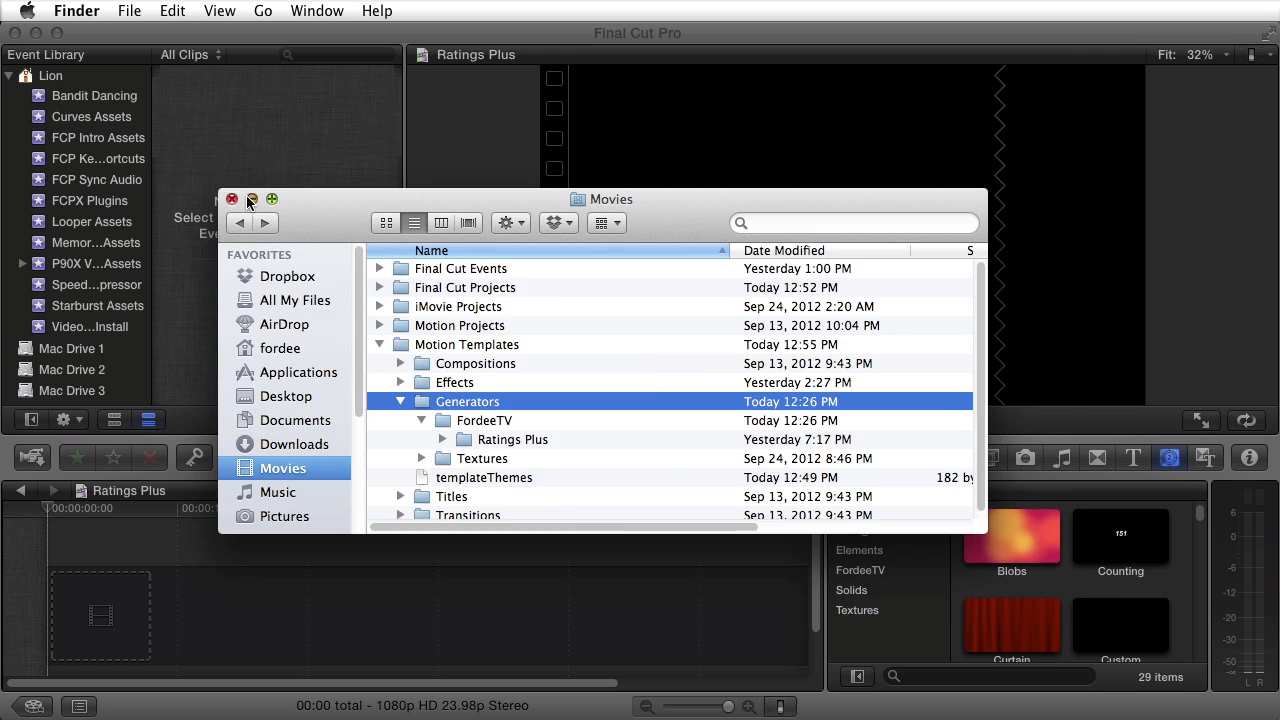 Finder File Edit View Go Window Help
Final Cut Pro
Event Library
All Clips
Ratings Plus
Fit: 32%
Lion
Bandit Dancing
Curves Assets
FCP Intro Assets
FCP Ke...ortcuts
FCP Sync Audio
FCPX Plugins
Looper Assets
Memor...Assets
P90X V...Assets
Speed...pressor
Starburst Assets
Video...Install
Mac Drive 1
Mac Drive 2
Mac Drive 3
Select
Movies
FAVORITES
Dropbox
All My Files
AirDrop
fordee
Applications
Desktop
Documents
Downloads
Movies
Music
Pictures
Name Date Modified S
Final Cut Events Yesterday 1:00 PM
Final Cut Projects Today 12:52 PM
iMovie Projects Sep 24, 2012 2:20 AM
Motion Projects Sep 13, 2012 10:04 PM
Motion Templates Today 12:55 PM
Compositions Sep 13, 2012 9:43 PM
Effects Yesterday 2:27 PM
Generators Today 12:26 PM
FordeeTV Today 12:26 PM
Ratings Plus Yesterday 7:17 PM
Textures Sep 24, 2012 8:46 PM
templateThemes Today 12:49 PM 182 by
Titles Sep 13, 2012 9:43 PM
Transitions Sep 13, 2012 9:43 PM
Ratings Plus
00:00:00:00
Elements
FordeeTV
Solids
Textures
151
Blobs
Counting
Curtain
Custom
29 items
6
0
-6
-12
-20
-30
-50
L R
00:00 total - 1080p HD 23.98p Stereo